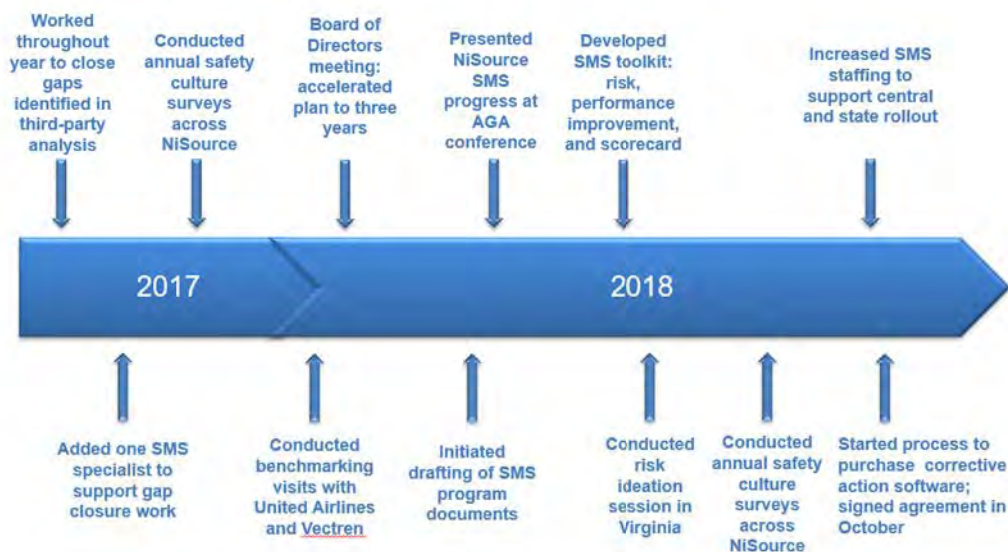 Worked
throughout
year to close
gaps
identified in
third-party
analysis
Conducted
annual safety
culture
surveys
across
NiSource
Board of
Directors
meeting:
accelerated
plan to three
years
Presented
NiSource
SMS
progress at
AGA
conference
Developed
SMS toolkit:
risk,
performance
improvement,
and scorecard
Increased SMS
staffing to
support central
and state rollout
2017
2018
Added one SMS
specialist to
support gap
closure work
Conducted
benchmarking
visits with
United Airlines
and Vectren
Initiated
drafting of SMS
program
documents
Conducted
risk
ideation
session in
Virginia
Conducted
annual safety
culture
surveys
across
NiSource
Started process to
purchase corrective
action software;
signed agreement in
October